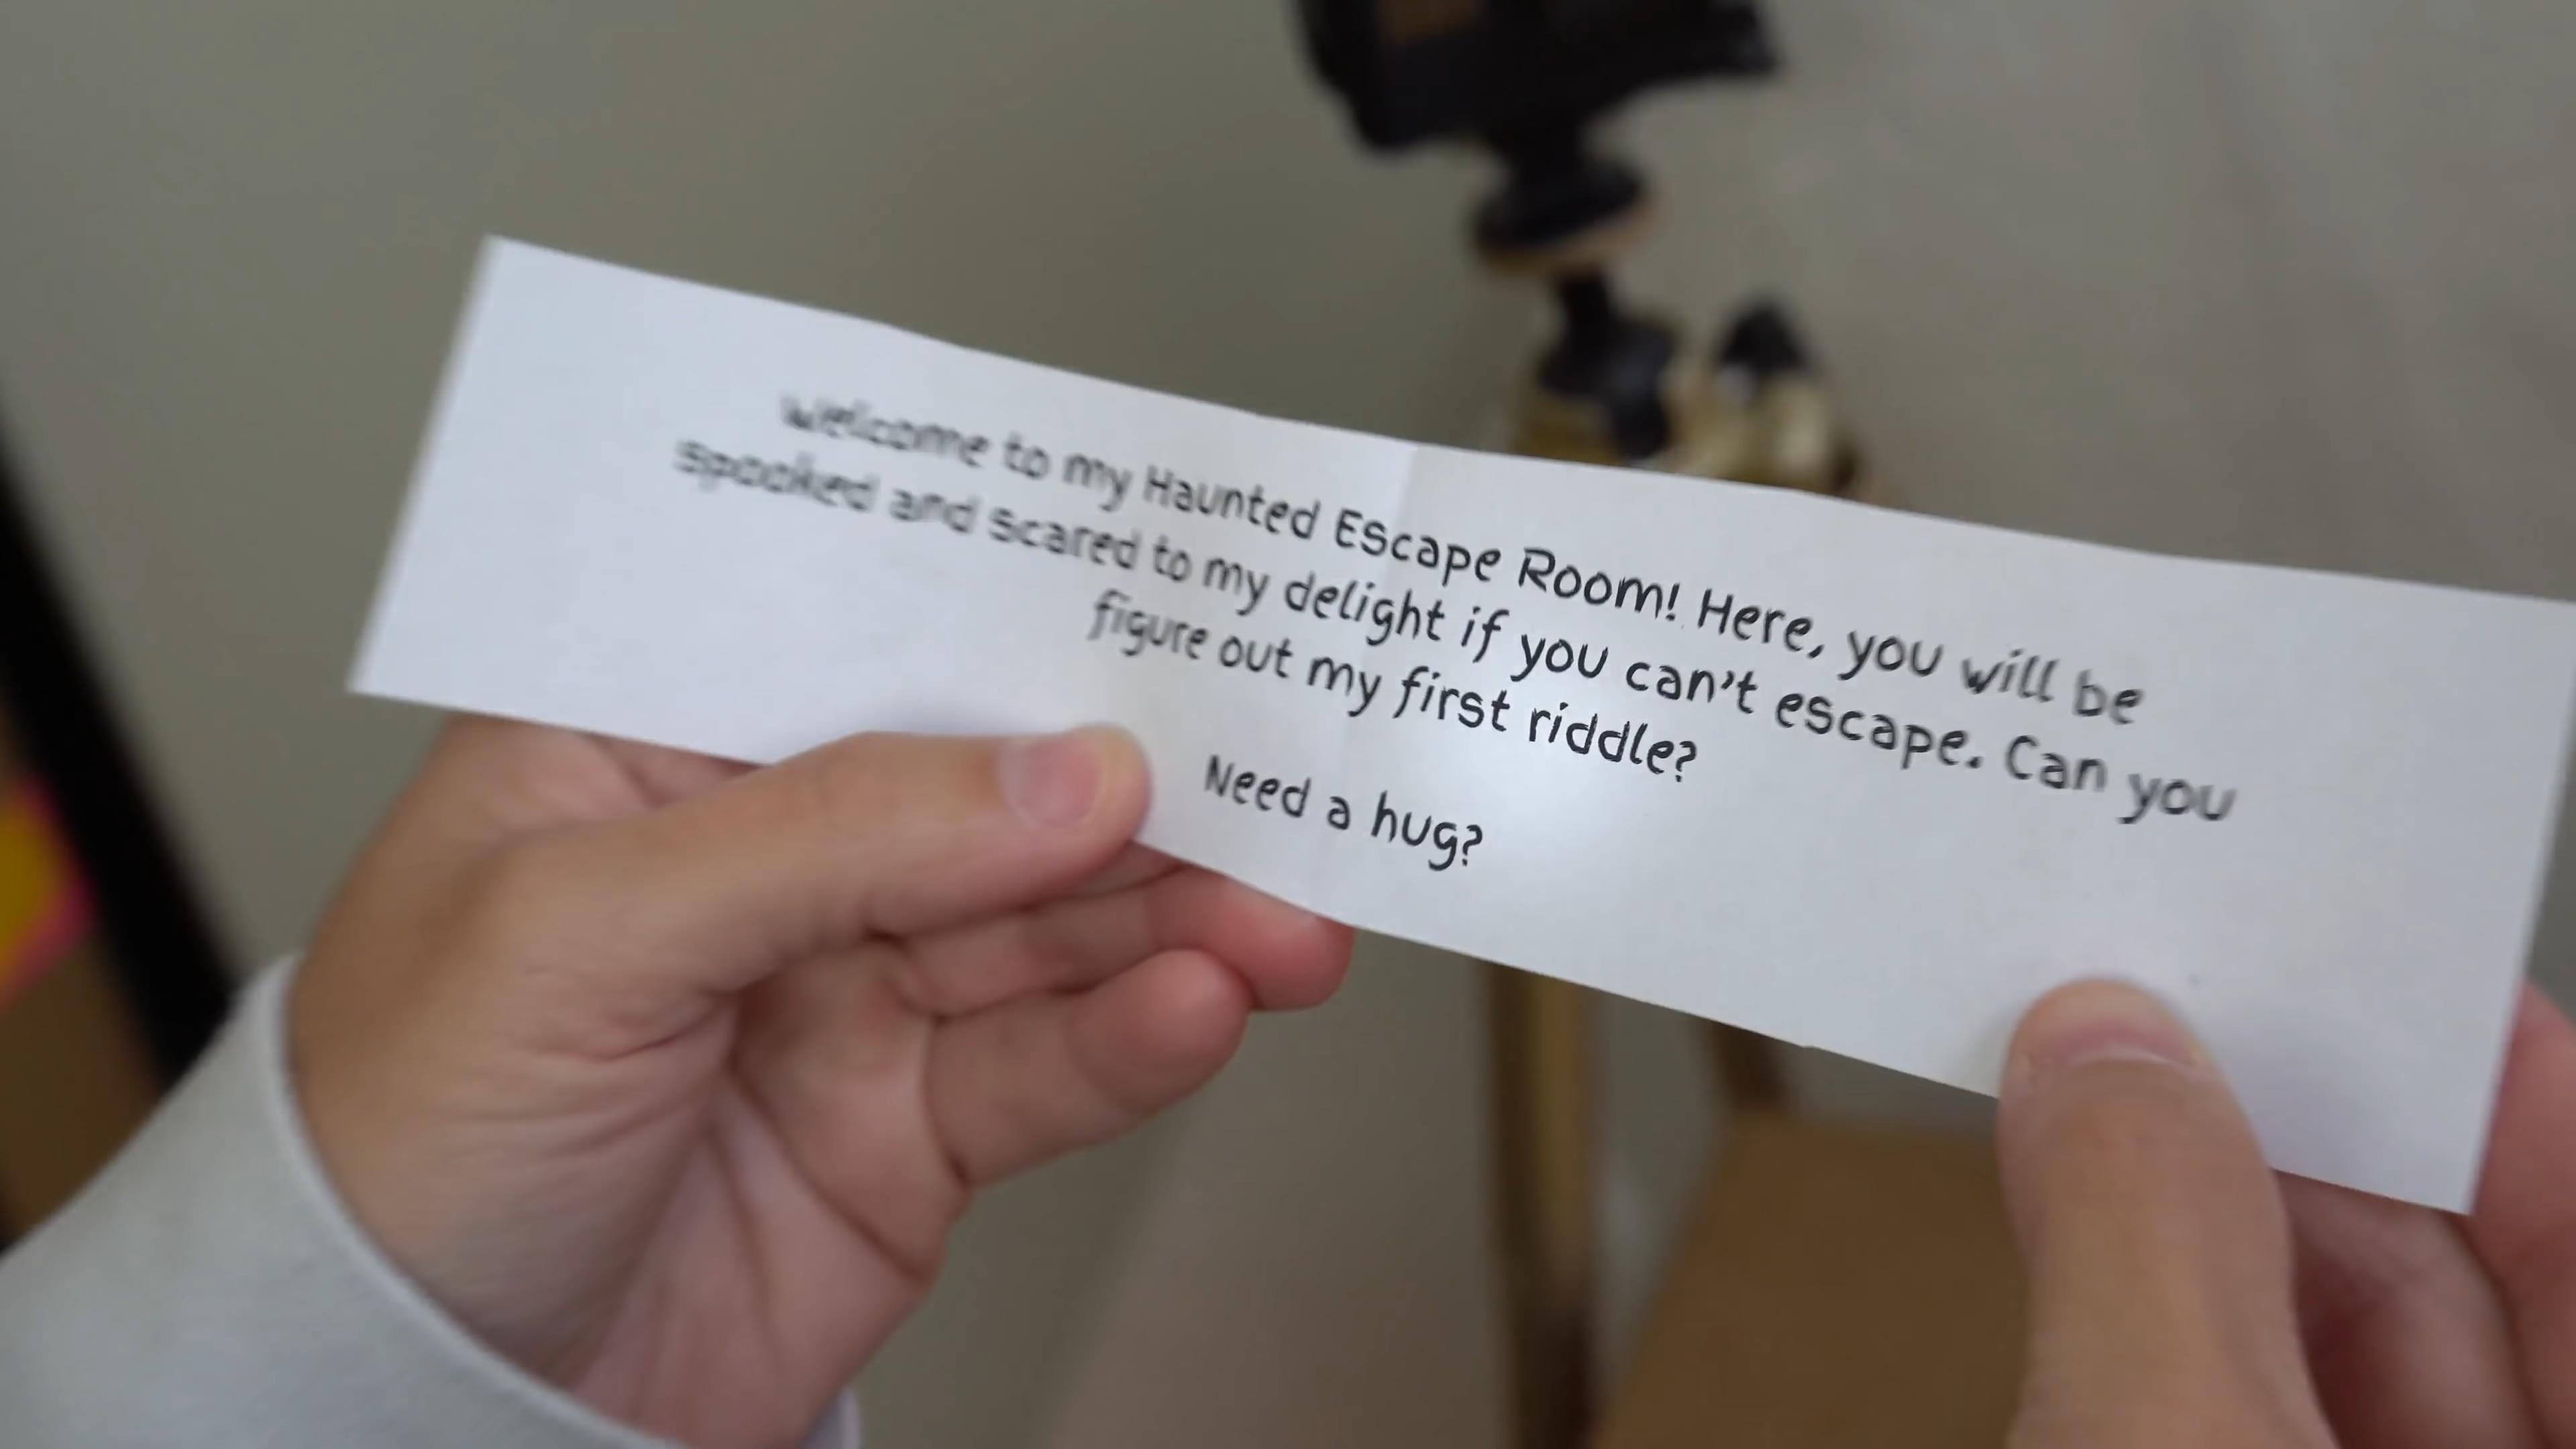 Welcome to my Haunted Escape Room! Here, you will be
spooked and scared to my delight if you can't escape. Can you
figure out my first riddle?
Need a hug?